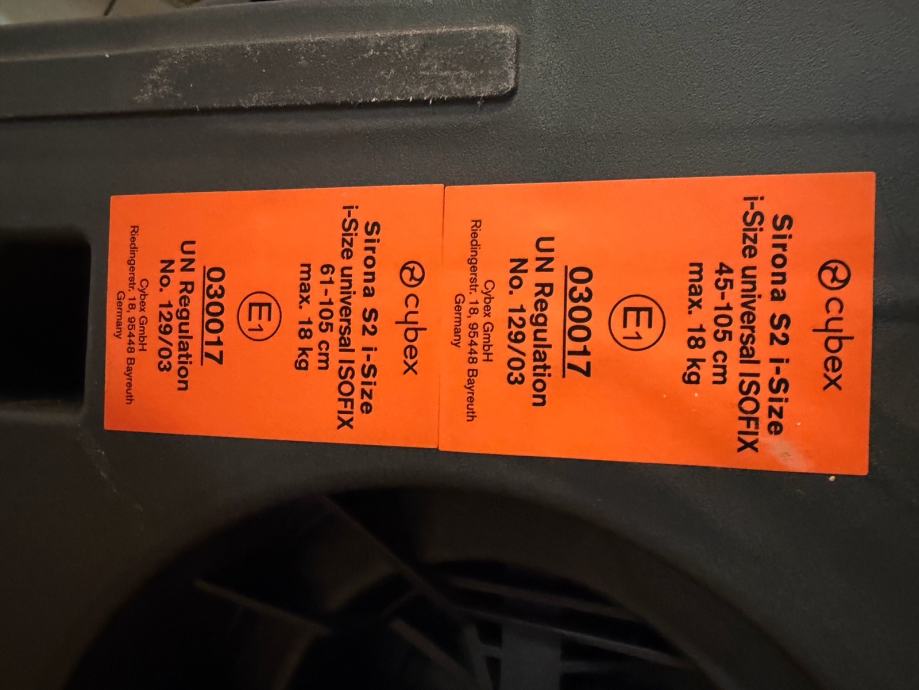 cybex
Sirona S2 i-Size
i-Size universal ISOFIX
45-105 cm
max. 18 kg
E1
030017
UN Regulation
No. 129/03
Cybex GmbH
Riedingerstr. 18, 95448 Bayreuth
Germany
cybex
Sirona S2 i-Size
i-Size universal ISOFIX
61-105 cm
max. 18 kg
E1
030017
UN Regulation
No. 129/03
Cybex GmbH
Riedingerstr. 18, 95448 Bayreuth
Germany